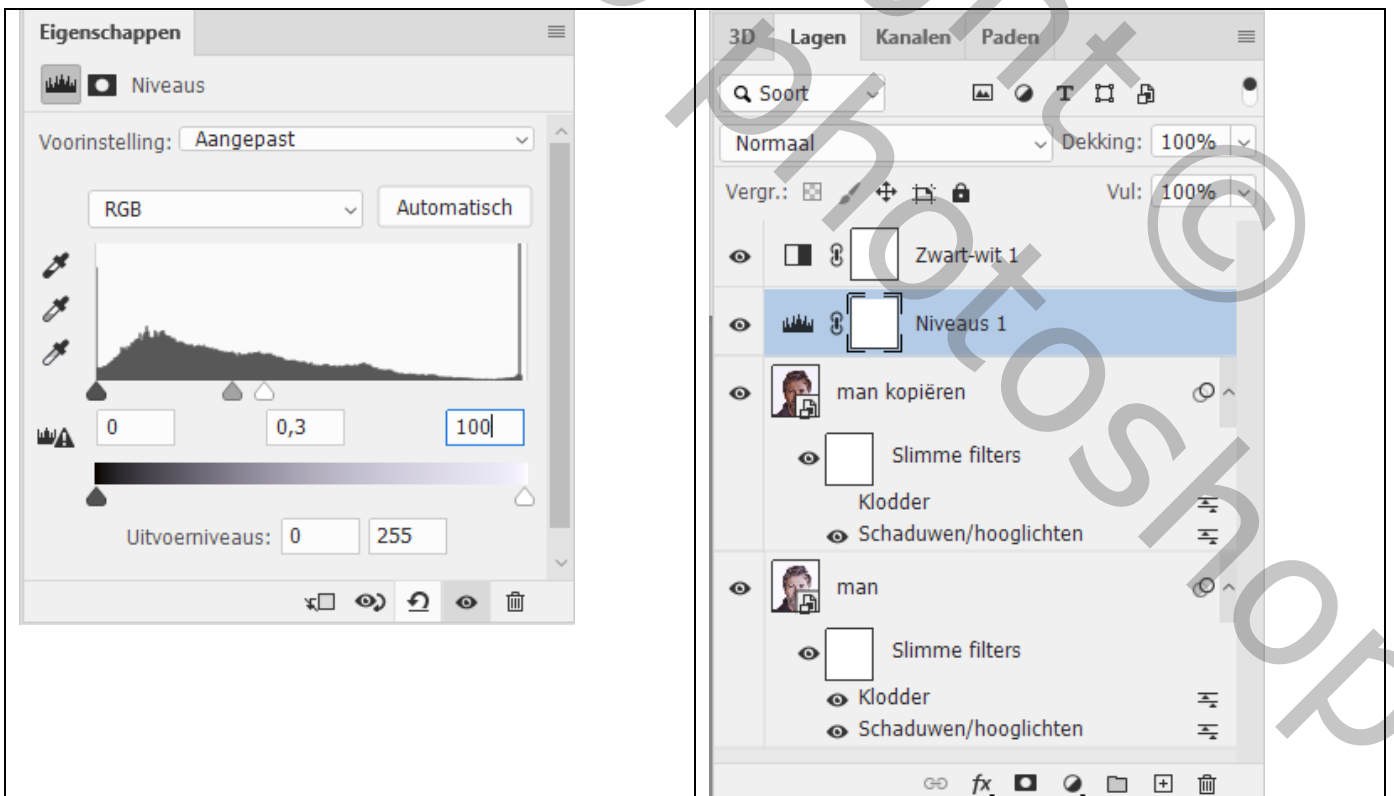 Eigenschappen
Niveaus
Voorinstelling: Aangepast
RGB
Automatisch
0
0,3
100
Uitvoerniveaus: 0 255
3D Lagen Kanalen Paden
Soort
T
Normaal
Dekking: 100%
Vergr.:
Vul: 100%
Zwart-wit 1
Niveaus 1
man kopiëren
Slimme filters
Klodder
Schaduwen/hooglichten
man
Slimme filters
Klodder
Schaduwen/hooglichten
fx
©
photoshop